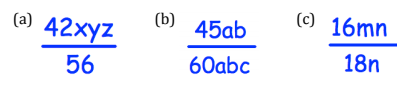 (a) 42xyz / 56
(b) 45ab / 60abc
(c) 16mn / 18n